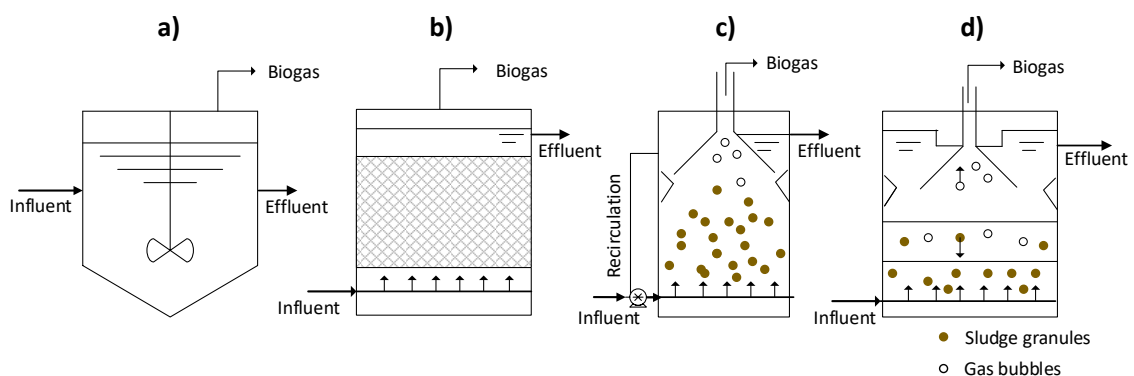 a)
Biogas
Influent
Effluent
b)
Biogas
Effluent
Influent
c)
Biogas
Effluent
Recirculation
Influent
d)
Biogas
Effluent
Influent
Sludge granules
Gas bubbles